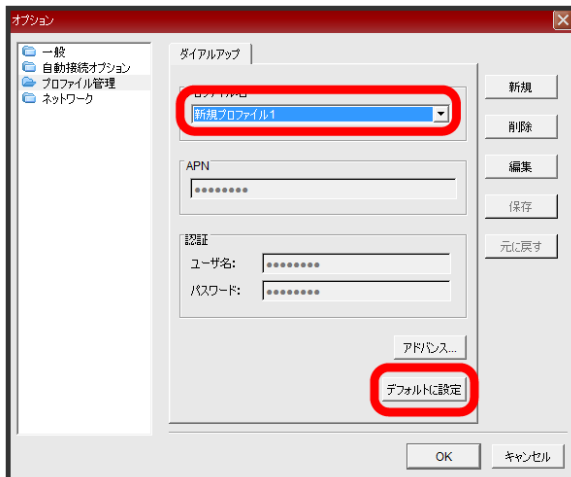 オプション
一般
自動接続オプション
プロファイル管理
ネットワーク
ダイアルアップ
新規プロファイル1
APN
●●●●●●●●
認証
ユーザ名: ●●●●●●●●
パスワード: ●●●●●●●●
アドバンス...
デフォルトに設定
新規
削除
編集
保存
元に戻す
OK
キャンセル